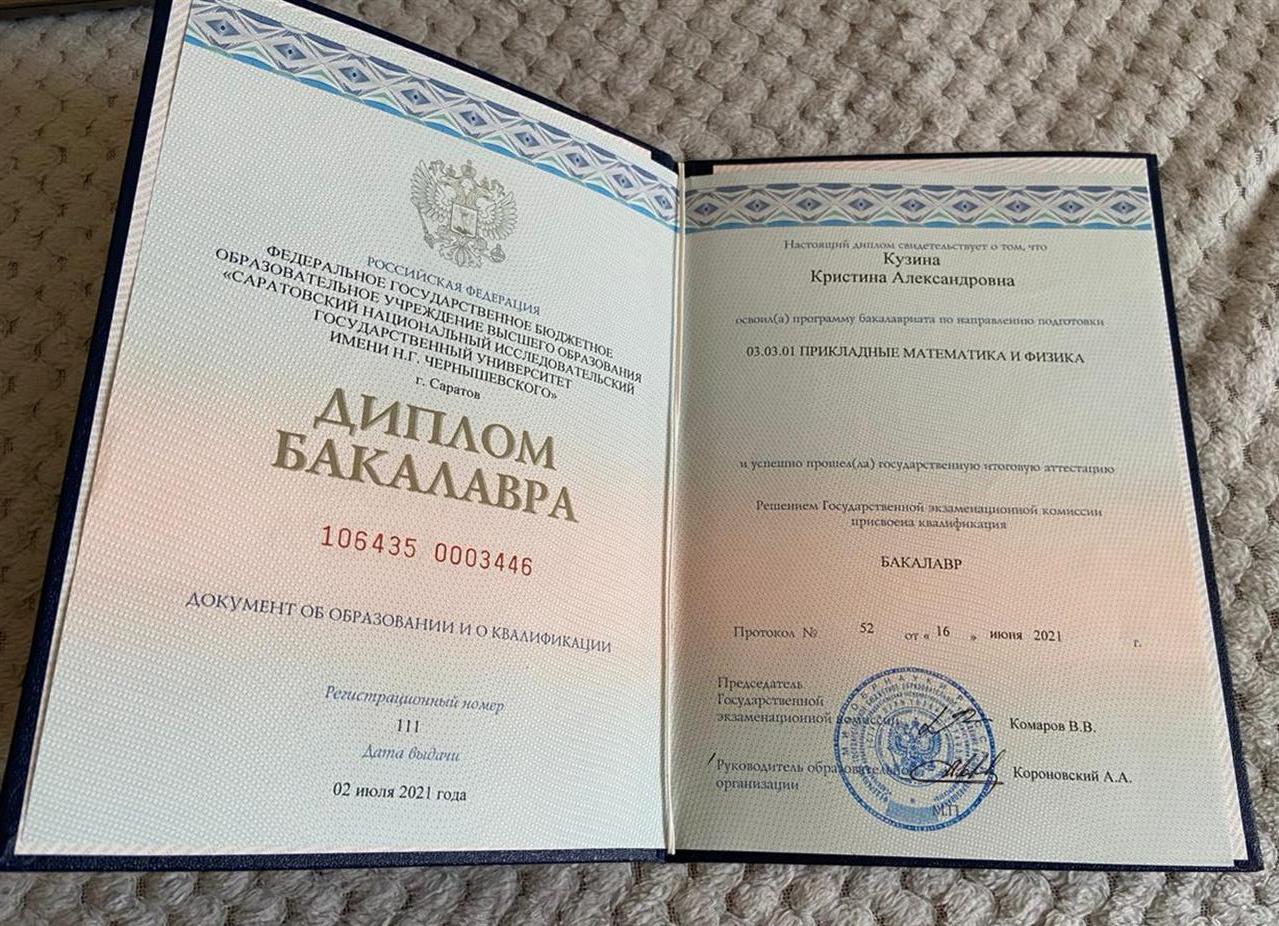 РОССИЙСКАЯ ФЕДЕРАЦИЯ
ФЕДЕРАЛЬНОЕ ГОСУДАРСТВЕННОЕ БЮДЖЕТНОЕ
ОБРАЗОВАТЕЛЬНОЕ УЧРЕЖДЕНИЕ ВЫСШЕГО ОБРАЗОВАНИЯ
«САРАТОВСКИЙ НАЦИОНАЛЬНЫЙ ИССЛЕДОВАТЕЛЬСКИЙ
ГОСУДАРСТВЕННЫЙ УНИВЕРСИТЕТ
ИМЕНИ Н.Г. ЧЕРНЫШЕВСКОГО»
г. Саратов
ДИПЛОМ
БАКАЛАВРА
106435 0003446
ДОКУМЕНТ ОБ ОБРАЗОВАНИИ И О КВАЛИФИКАЦИИ
Регистрационный номер
111
Дата выдачи
02 июля 2021 года
Настоящий диплом свидетельствует о том, что
Кузина
Кристина Александровна
освоил(а) программу бакалавриата по направлению подготовки
03.03.01 ПРИКЛАДНЫЕ МАТЕМАТИКА И ФИЗИКА
и успешно прошел(ла) государственную итоговую аттестацию
Решением Государственной экзаменационной комиссии
присвоена квалификация
БАКАЛАВР
Протокол № 52 от « 16 » июня 2021 г.
Председатель
Государственной
экзаменационной комиссии Комаров В.В.
Руководитель образовательной
организации Короновский А.А.
М.П.